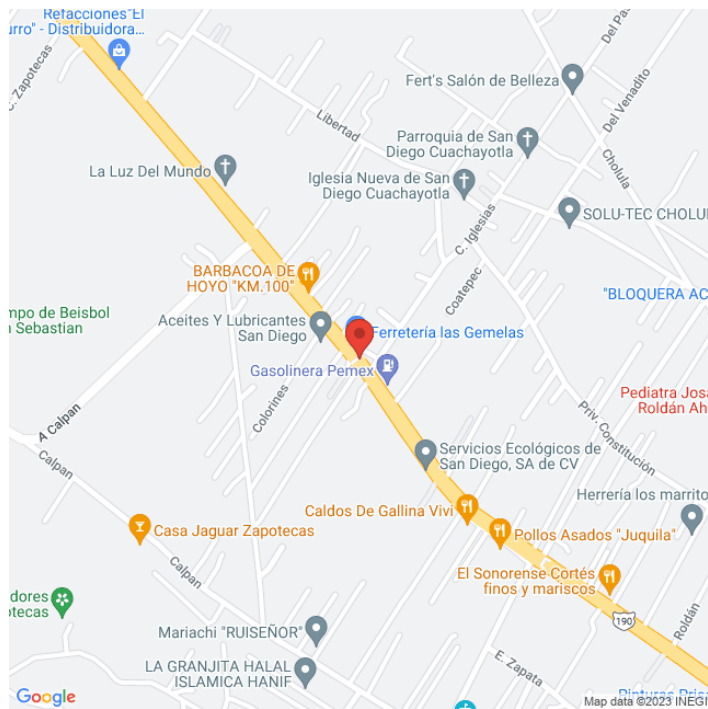 Refacciones"El
urro" - Distribuidora...
C. Zapotecas
Del Pas
Fert's Salón de Belleza
Del Venadito
Libertad
Parroquia de San
Diego Cuachayotla
Cholula
La Luz Del Mundo
Iglesia Nueva de San
Diego Cuachayotla
SOLU-TEC CHOLUL
C. Iglesias
BARBACOA DE
HOYO "KM.100"
Coatepec
"BLOQUERA AC
mpo de Beisbol
n Sebastian
Aceites Y Lubricantes
San Diego
Ferretería las Gemelas
Gasolinera Pemex
Pediatra Josa
Roldán Ah
A Calpan
Colorines
Priv. Constitución
Calpan
Servicios Ecológicos de
San Diego, SA de CV
Herrería los marrito
Caldos De Gallina Vivi
Casa Jaguar Zapotecas
Pollos Asados "Juquila"
Calpan
El Sonorense Cortés
finos y mariscos
dores
otecas
190
Roldán
Mariachi "RUISEÑOR"
E. Zapata
LA GRANJITA HALAL
ISLAMICA HANIF
Google
Map data ©2023 INEGI